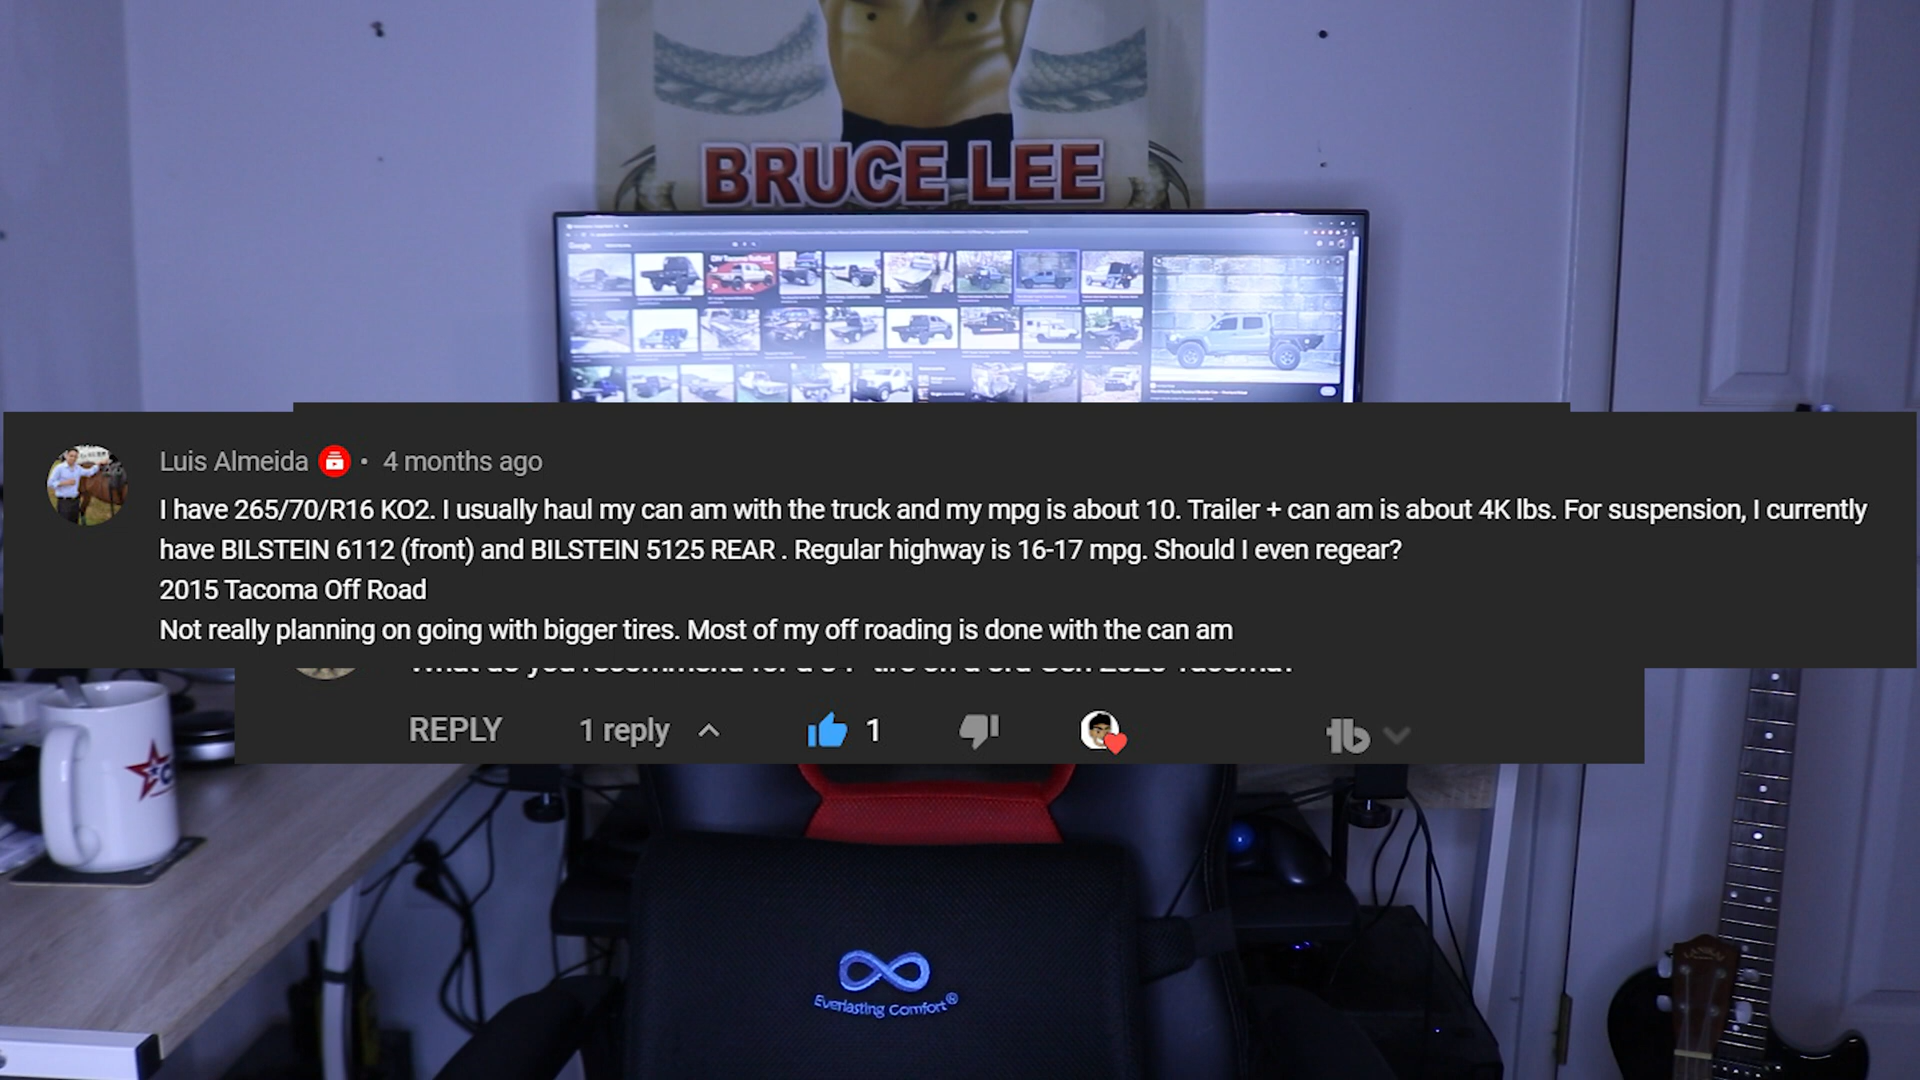 BRUCE LEE
Google
Luis Almeida • 4 months ago
I have 265/70/R16 KO2. I usually haul my can am with the truck and my mpg is about 10. Trailer + can am is about 4K lbs. For suspension, I currently
have BILSTEIN 6112 (front) and BILSTEIN 5125 REAR . Regular highway is 16-17 mpg. Should I even regear?
2015 Tacoma Off Road
Not really planning on going with bigger tires. Most of my off roading is done with the can am
REPLY 1 reply 1
Everlasting Comfort®